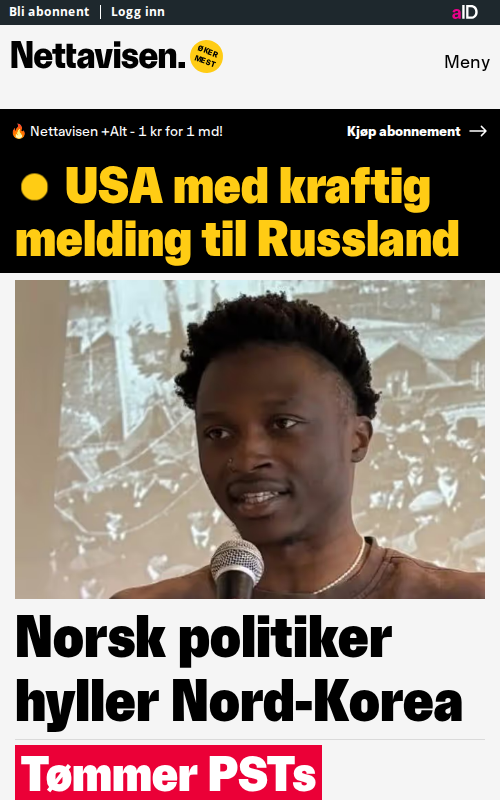 Bli abonnent | Logg inn
aID
Nettavisen.
ØKER
MEST
Meny
🔥 Nettavisen +Alt - 1 kr for 1 md!
Kjøp abonnement →
USA med kraftig
melding til Russland
Norsk politiker
hyller Nord-Korea
Tømmer PSTs